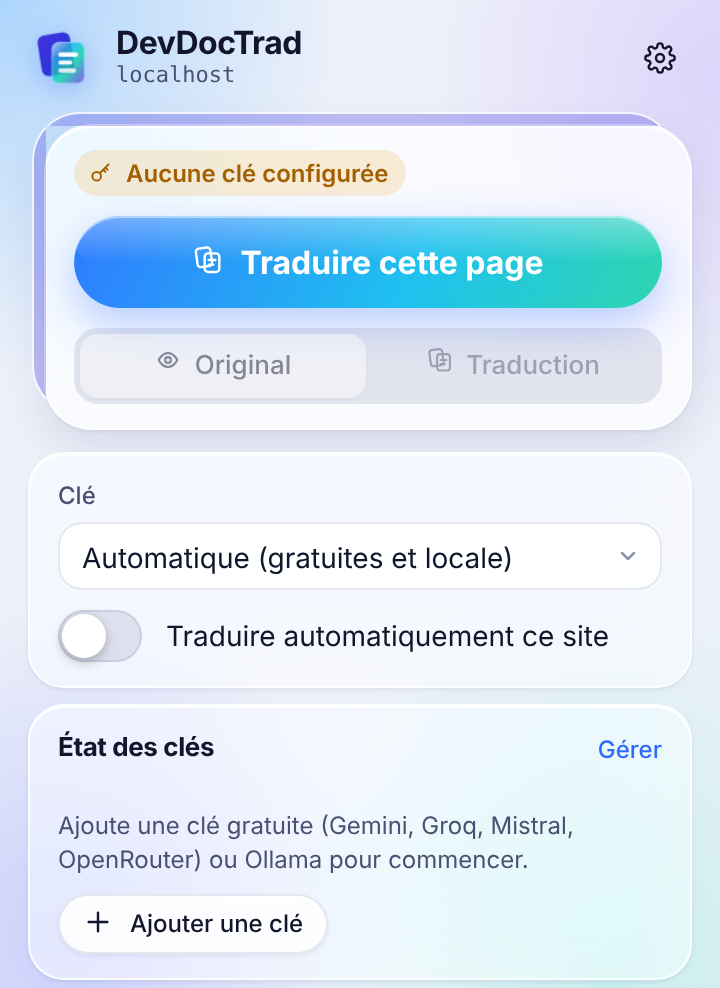 DevDocTrad
localhost
Aucune clé configurée
Traduire cette page
Original
Traduction
Clé
Automatique (gratuites et locale)
Traduire automatiquement ce site
État des clés
Gérer
Ajoute une clé gratuite (Gemini, Groq, Mistral,
OpenRouter) ou Ollama pour commencer.
Ajouter une clé